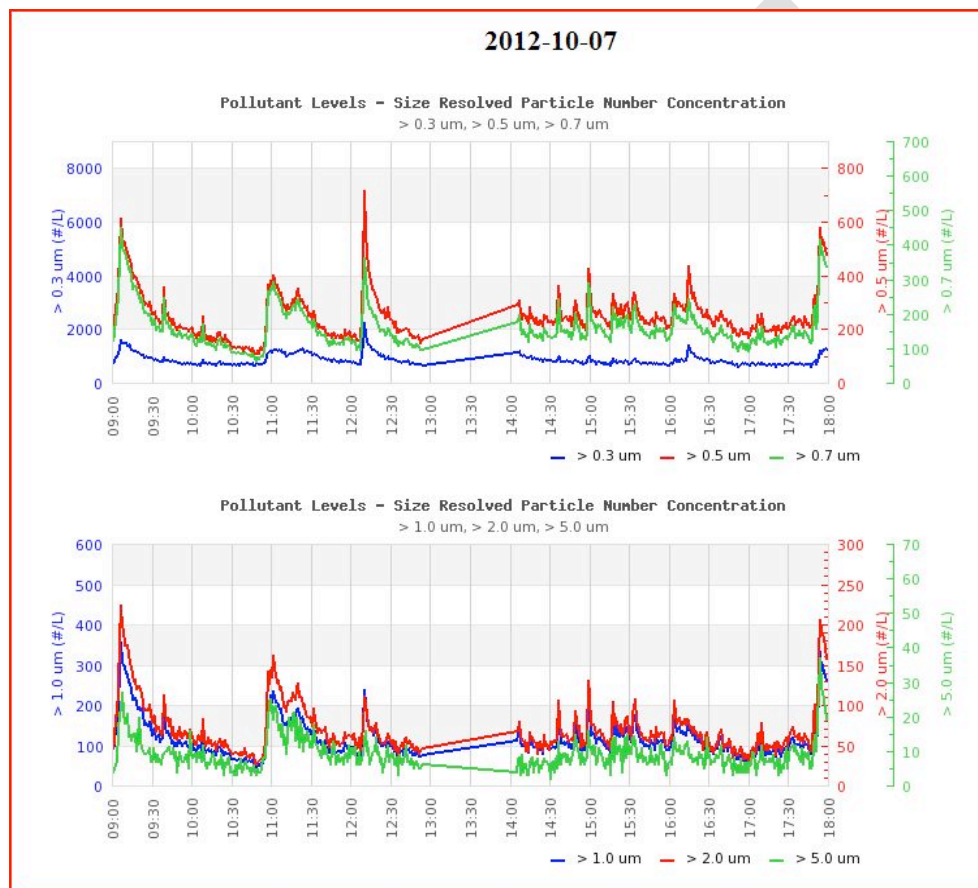 2012-10-07
Pollutant Levels - Size Resolved Particle Number Concentration
> 0.3 um, > 0.5 um, > 0.7 um
> 0.3 um (#/L)
8000
6000
4000
2000
0
> 0.5 um (#/L)
800
600
400
200
0
> 0.7 um (#/L)
700
600
500
400
300
200
100
0
09:00 09:30 10:00 10:30 11:00 11:30 12:00 12:30 13:00 14:00 14:30 15:00 15:30 16:00 16:30 17:00 17:30 18:00
> 0.3 um > 0.5 um > 0.7 um
Pollutant Levels - Size Resolved Particle Number Concentration
> 1.0 um, > 2.0 um, > 5.0 um
> 1.0 um (#/L)
600
500
400
300
200
100
0
> 2.0 um (#/L)
300
250
200
150
100
50
0
> 5.0 um (#/L)
70
60
50
40
30
20
10
0
09:00 09:30 10:00 10:30 11:00 11:30 12:00 12:30 13:00 14:00 14:30 15:00 15:30 16:00 16:30 17:00 17:30 18:00
> 1.0 um > 2.0 um > 5.0 um